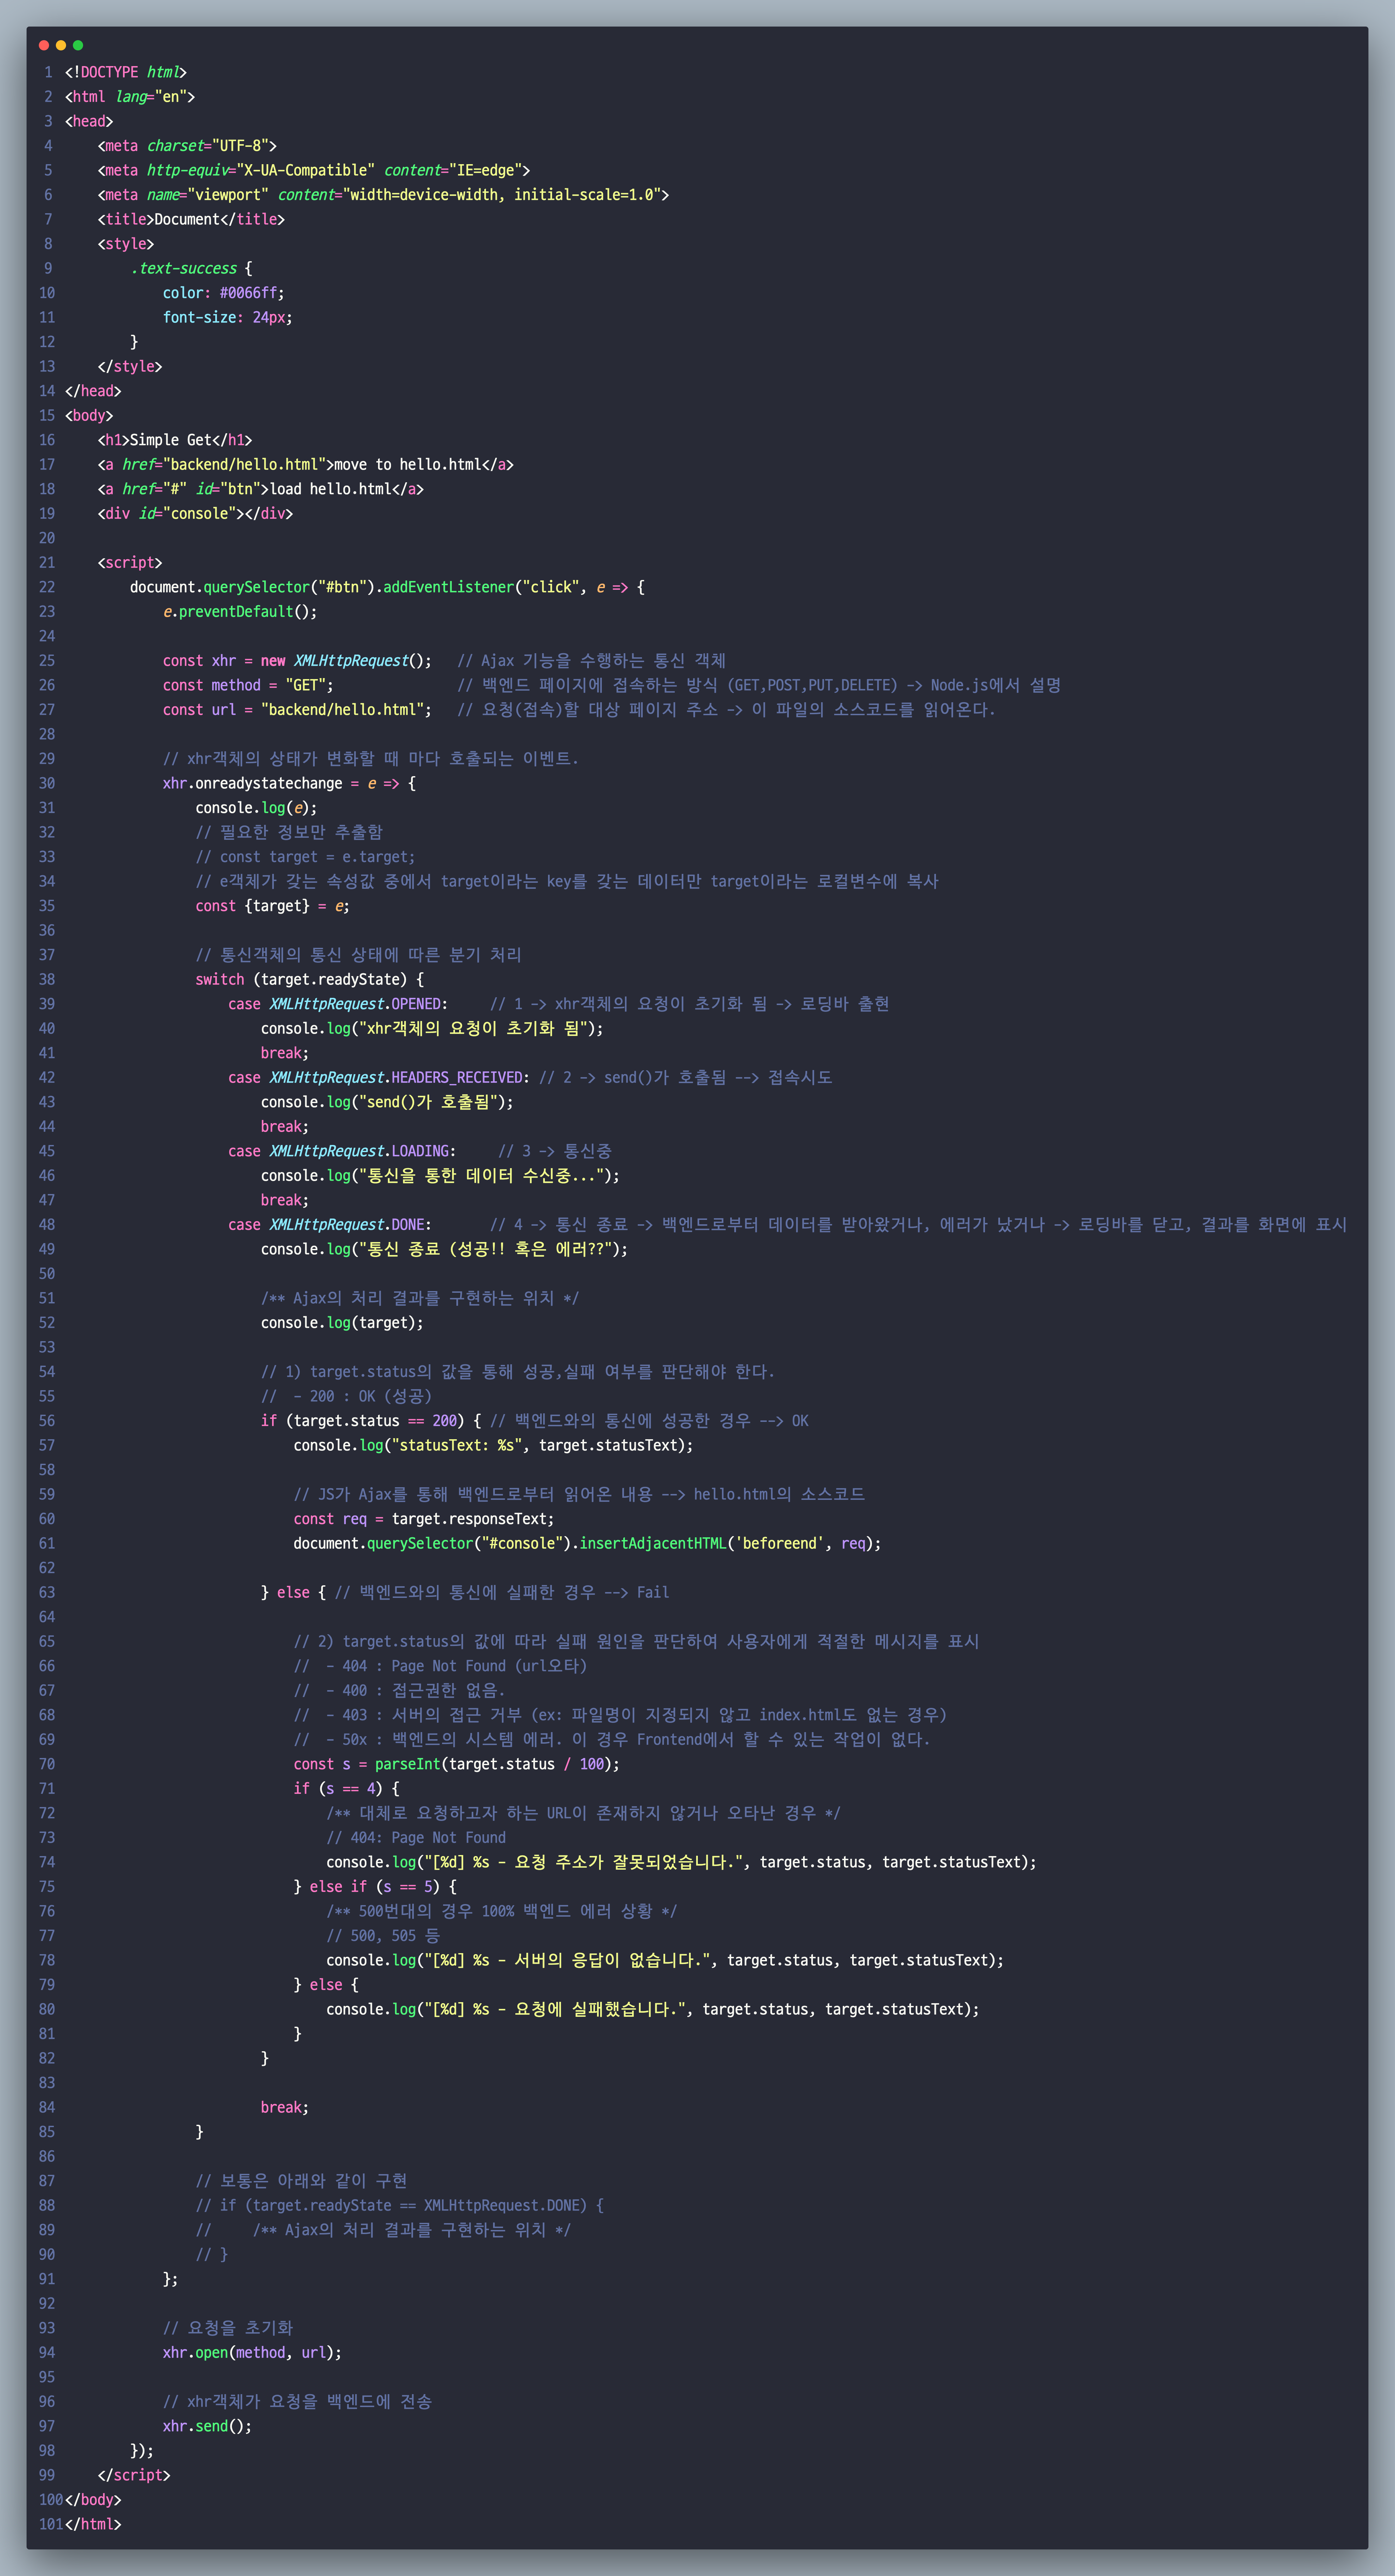 1 <!DOCTYPE html>
2 <html lang="en">
3 <head>
4     <meta charset="UTF-8">
5     <meta http-equiv="X-UA-Compatible" content="IE=edge">
6     <meta name="viewport" content="width=device-width, initial-scale=1.0">
7     <title>Document</title>
8     <style>
9         .text-success {
10             color: #0066ff;
11             font-size: 24px;
12         }
13     </style>
14 </head>
15 <body>
16     <h1>Simple Get</h1>
17     <a href="backend/hello.html">move to hello.html</a>
18     <a href="#" id="btn">load hello.html</a>
19     <div id="console"></div>
20
21     <script>
22         document.querySelector("#btn").addEventListener("click", e => {
23             e.preventDefault();
24
25             const xhr = new XMLHttpRequest();   // Ajax 기능을 수행하는 통신 객체
26             const method = "GET";               // 백엔드 페이지에 접속하는 방식 (GET,POST,PUT,DELETE) -> Node.js에서 설명
27             const url = "backend/hello.html";   // 요청(접속)할 대상 페이지 주소 -> 이 파일의 소스코드를 읽어온다.
28
29             // xhr객체의 상태가 변화할 때 마다 호출되는 이벤트.
30             xhr.onreadystatechange = e => {
31                 console.log(e);
32                 // 필요한 정보만 추출함
33                 // const target = e.target;
34                 // e객체가 갖는 속성값 중에서 target이라는 key를 갖는 데이터만 target이라는 로컬변수에 복사
35                 const {target} = e;
36
37                 // 통신객체의 통신 상태에 따른 분기 처리
38                 switch (target.readyState) {
39                     case XMLHttpRequest.OPENED:     // 1 -> xhr객체의 요청이 초기화 됨 -> 로딩바 출현
40                         console.log("xhr객체의 요청이 초기화 됨");
41                         break;
42                     case XMLHttpRequest.HEADERS_RECEIVED: // 2 -> send()가 호출됨 --> 접속시도
43                         console.log("send()가 호출됨");
44                         break;
45                     case XMLHttpRequest.LOADING:     // 3 -> 통신중
46                         console.log("통신을 통한 데이터 수신중...");
47                         break;
48                     case XMLHttpRequest.DONE:       // 4 -> 통신 종료 -> 백엔드로부터 데이터를 받아왔거나, 에러가 났거나 -> 로딩바를 닫고, 결과를 화면에 표시
49                         console.log("통신 종료 (성공!! 혹은 에러??");
50
51                         /** Ajax의 처리 결과를 구현하는 위치 */
52                         console.log(target);
53
54                         // 1) target.status의 값을 통해 성공,실패 여부를 판단해야 한다.
55                         //  - 200 : OK (성공)
56                         if (target.status == 200) { // 백엔드와의 통신에 성공한 경우 --> OK
57                             console.log("statusText: %s", target.statusText);
58
59                             // JS가 Ajax를 통해 백엔드로부터 읽어온 내용 --> hello.html의 소스코드
60                             const req = target.responseText;
61                             document.querySelector("#console").insertAdjacentHTML('beforeend', req);
62
63                         } else { // 백엔드와의 통신에 실패한 경우 --> Fail
64
65                             // 2) target.status의 값에 따라 실패 원인을 판단하여 사용자에게 적절한 메시지를 표시
66                             //  - 404 : Page Not Found (url오타)
67                             //  - 400 : 접근권한 없음.
68                             //  - 403 : 서버의 접근 거부 (ex: 파일명이 지정되지 않고 index.html도 없는 경우)
69                             //  - 50x : 백엔드의 시스템 에러. 이 경우 Frontend에서 할 수 있는 작업이 없다.
70                             const s = parseInt(target.status / 100);
71                             if (s == 4) {
72                                 /** 대체로 요청하고자 하는 URL이 존재하지 않거나 오타난 경우 */
73                                 // 404: Page Not Found
74                                 console.log("[%d] %s - 요청 주소가 잘못되었습니다.", target.status, target.statusText);
75                             } else if (s == 5) {
76                                 /** 500번대의 경우 100% 백엔드 에러 상황 */
77                                 // 500, 505 등
78                                 console.log("[%d] %s - 서버의 응답이 없습니다.", target.status, target.statusText);
79                             } else {
80                                 console.log("[%d] %s - 요청에 실패했습니다.", target.status, target.statusText);
81                             }
82                         }
83
84                         break;
85                 }
86
87                 // 보통은 아래와 같이 구현
88                 // if (target.readyState == XMLHttpRequest.DONE) {
89                 //     /** Ajax의 처리 결과를 구현하는 위치 */
90                 // }
91             };
92
93             // 요청을 초기화
94             xhr.open(method, url);
95
96             // xhr객체가 요청을 백엔드에 전송
97             xhr.send();
98         });
99     </script>
100</body>
101</html>